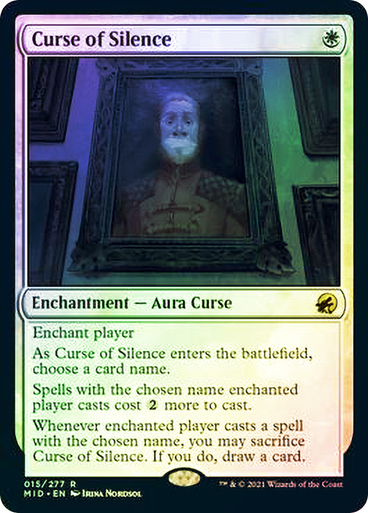 Curse of Silence
Enchantment — Aura Curse
Enchant player
As Curse of Silence enters the battlefield,
choose a card name.
Spells with the chosen name enchanted
player casts cost 2 more to cast.
Whenever enchanted player casts a spell
with the chosen name, you may sacrifice
Curse of Silence. If you do, draw a card.
015/277 R
MID • EN Irina Nordsol
™ & © 2021 Wizards of the Coast